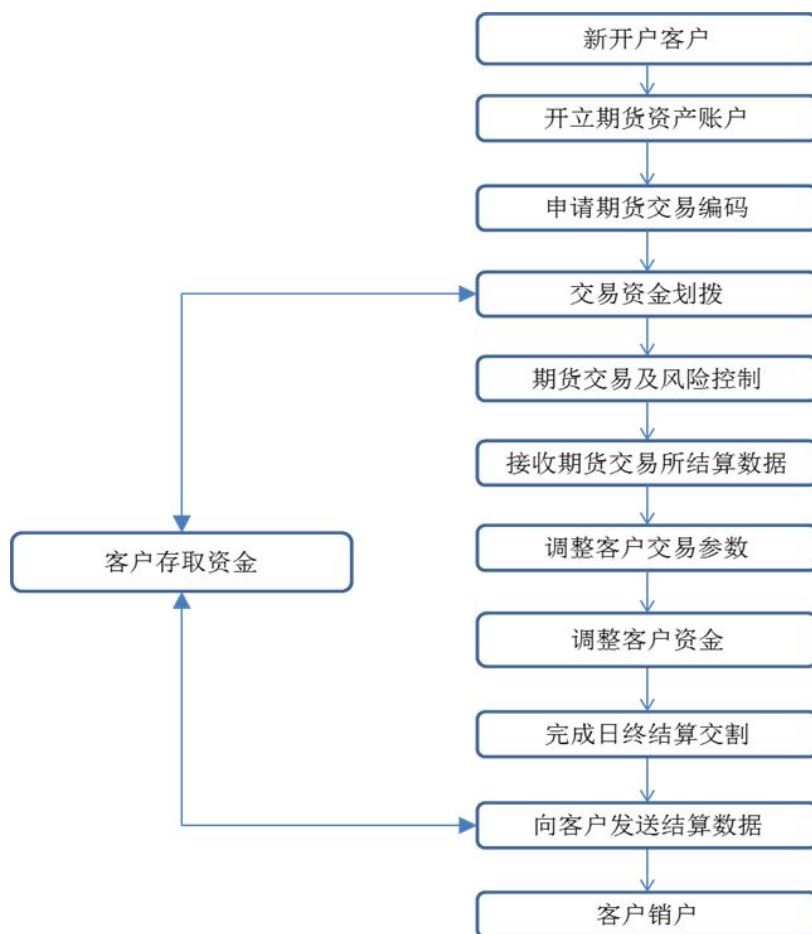 新开户客户
开立期货资产账户
申请期货交易编码
交易资金划拨
期货交易及风险控制
接收期货交易所结算数据
客户存取资金
调整客户交易参数
调整客户资金
完成日终结算交割
向客户发送结算数据
客户销户